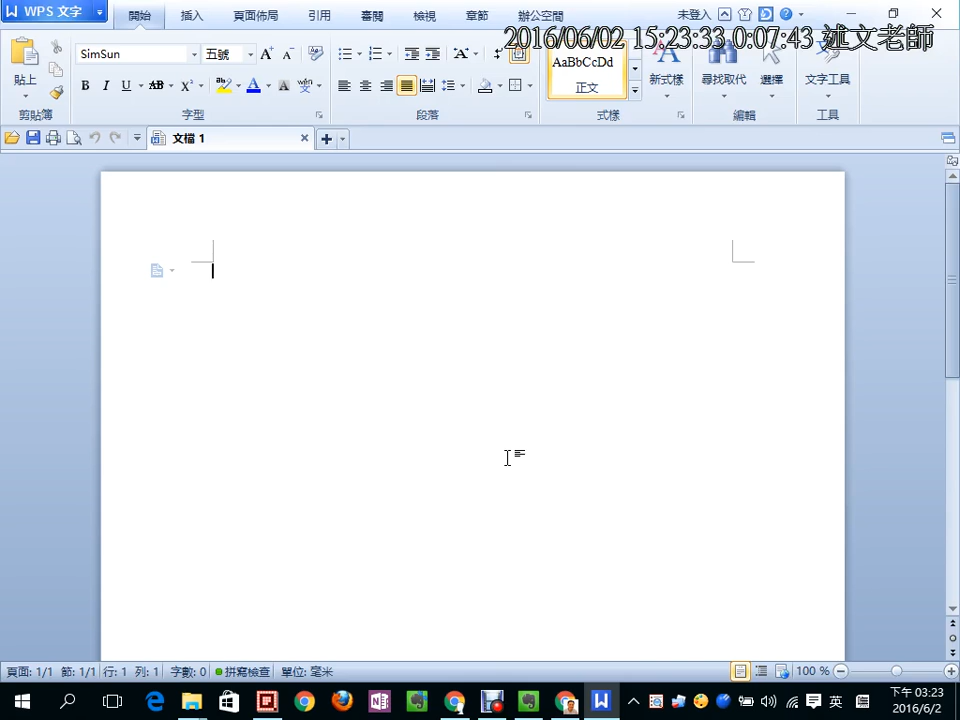 WPS 文字 開始 插入 頁面佈局 引用 審閱 檢視 章節 辦公空間 未登入
2016/06/02 15:23:33 0:07:43 述文老師
貼上 SimSun 五號 AaBbCcDd 正文 新樣式 尋找取代 選擇 文字工具
剪貼簿 字型 段落 樣式 編輯 工具
文檔 1
頁面: 1/1 節: 1/1 行: 1 列: 1 字數: 0 拼寫檢查 單位: 毫米 100 %
英 下午 03:23
2016/6/2